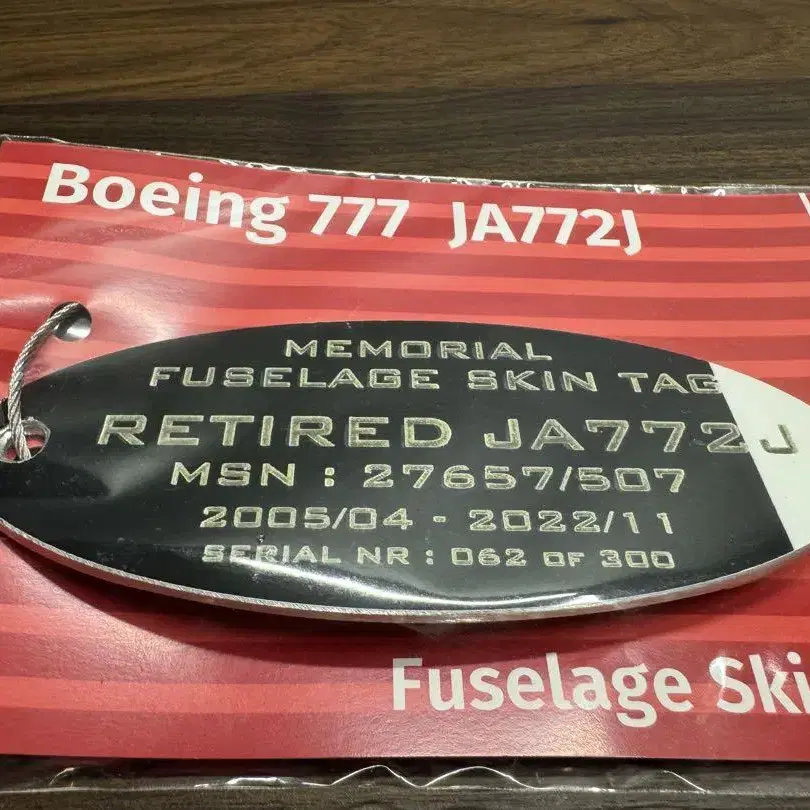 Boeing 777 JA772J
MEMORIAL
FUSELAGE SKIN TAG
RETIRED JA772J
MSN : 27657/507
2005/04 - 2022/11
SERIAL NR : 062 OF 300
Fuselage Ski